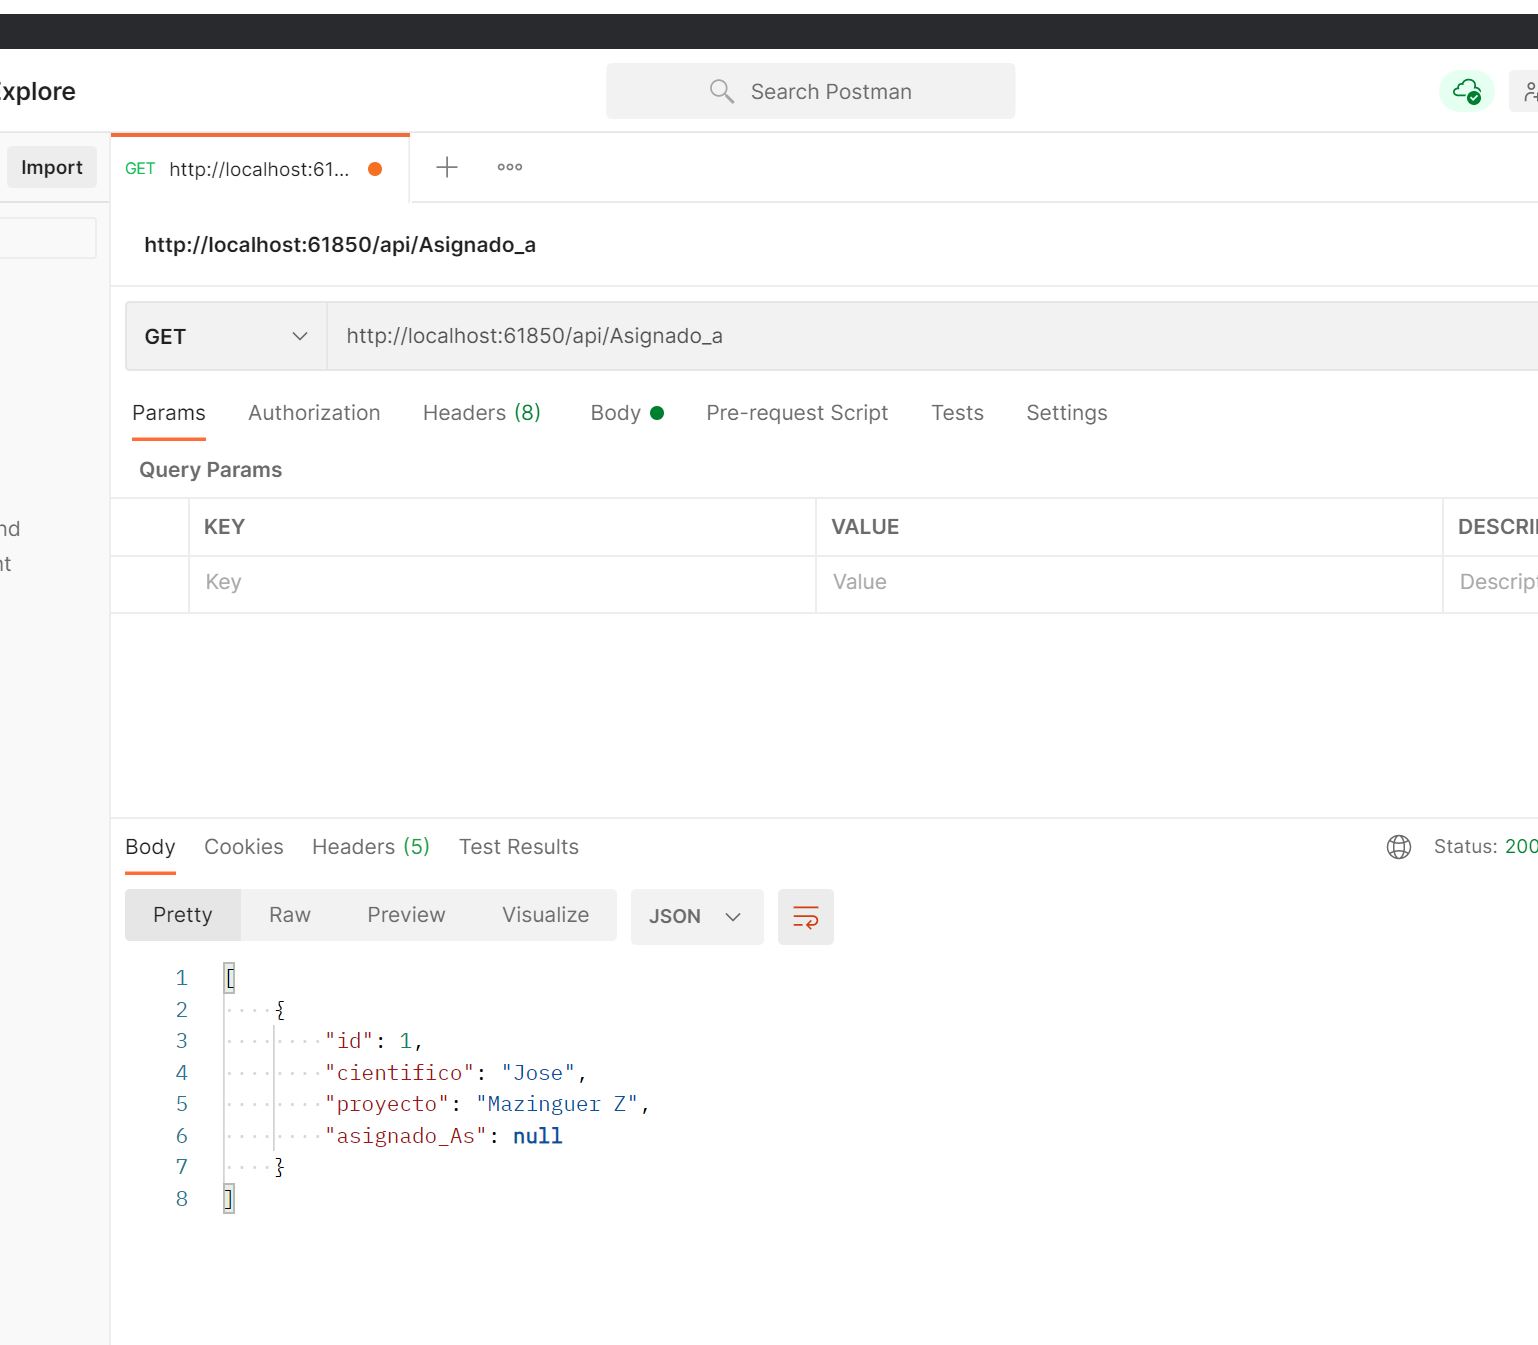 Explore
Search Postman
Import
GET http://localhost:61...
http://localhost:61850/api/Asignado_a
GET http://localhost:61850/api/Asignado_a
Params Authorization Headers (8) Body Pre-request Script Tests Settings
Query Params
KEY VALUE DESCRI
Key Value Descript
nd
nt
Body Cookies Headers (5) Test Results Status: 200
Pretty Raw Preview Visualize JSON
1 [
2 {
3 "id": 1,
4 "cientifico": "Jose",
5 "proyecto": "Mazinguer Z",
6 "asignado_As": null
7 }
8 ]